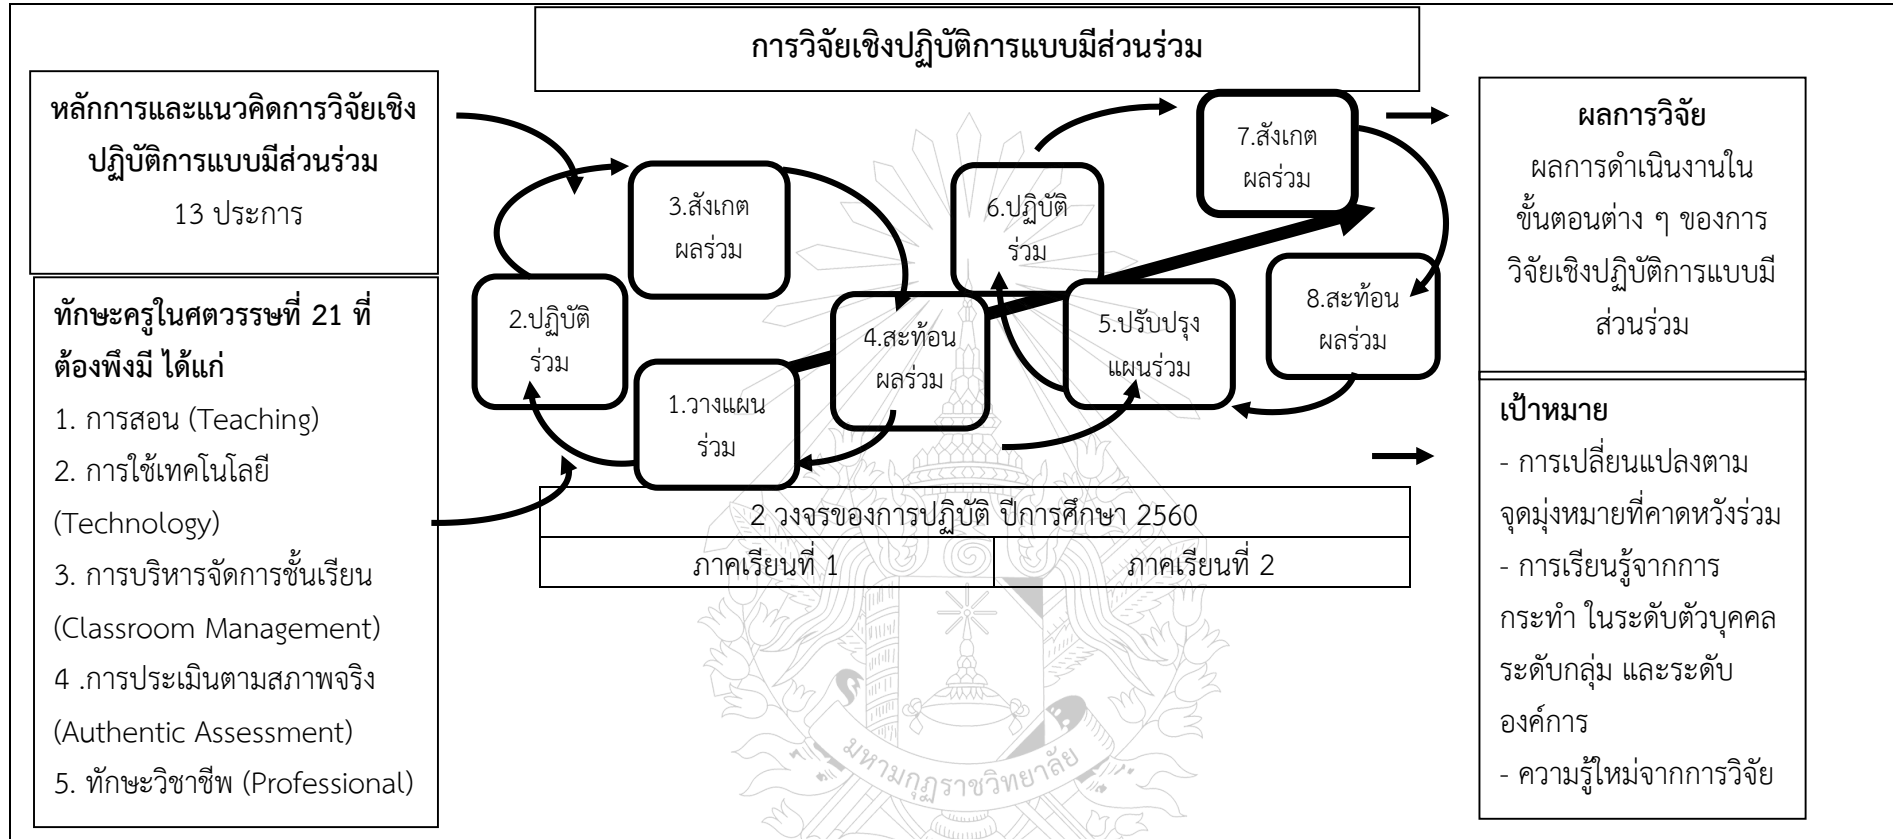 การวิจัยเชิงปฏิบัติการแบบมีส่วนร่วม
หลักการและแนวคิดการวิจัยเชิง
ปฏิบัติการแบบมีส่วนร่วม
13 ประการ
ทักษะครูในศตวรรษที่ 21 ที่
ต้องพึงมี ได้แก่
1. การสอน (Teaching)
2. การใช้เทคโนโลยี
(Technology)
3. การบริหารจัดการชั้นเรียน
(Classroom Management)
4 .การประเมินตามสภาพจริง
(Authentic Assessment)
5. ทักษะวิชาชีพ (Professional)
1.วางแผน
ร่วม
2.ปฏิบัติ
ร่วม
3.สังเกต
ผลร่วม
4.สะท้อน
ผลร่วม
5.ปรับปรุง
แผนร่วม
6.ปฏิบัติ
ร่วม
7.สังเกต
ผลร่วม
8.สะท้อน
ผลร่วม
2 วงจรของการปฏิบัติ ปีการศึกษา 2560
ภาคเรียนที่ 1
ภาคเรียนที่ 2
ผลการวิจัย
ผลการดำเนินงานใน
ขั้นตอนต่าง ๆ ของการ
วิจัยเชิงปฏิบัติการแบบมี
ส่วนร่วม
เป้าหมาย
- การเปลี่ยนแปลงตาม
จุดมุ่งหมายที่คาดหวังร่วม
- การเรียนรู้จากการ
กระทำ ในระดับตัวบุคคล
ระดับกลุ่ม และระดับ
องค์การ
- ความรู้ใหม่จากการวิจัย
มหามกุฏราชวิทยาลัย